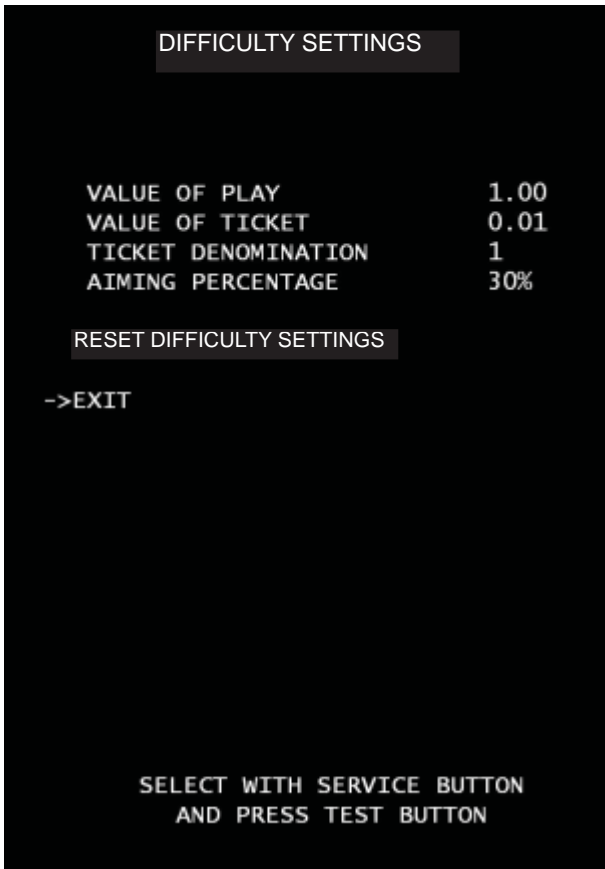 DIFFICULTY SETTINGS
VALUE OF PLAY 1.00
VALUE OF TICKET 0.01
TICKET DENOMINATION 1
AIMING PERCENTAGE 30%
RESET DIFFICULTY SETTINGS
->EXIT
SELECT WITH SERVICE BUTTON
AND PRESS TEST BUTTON